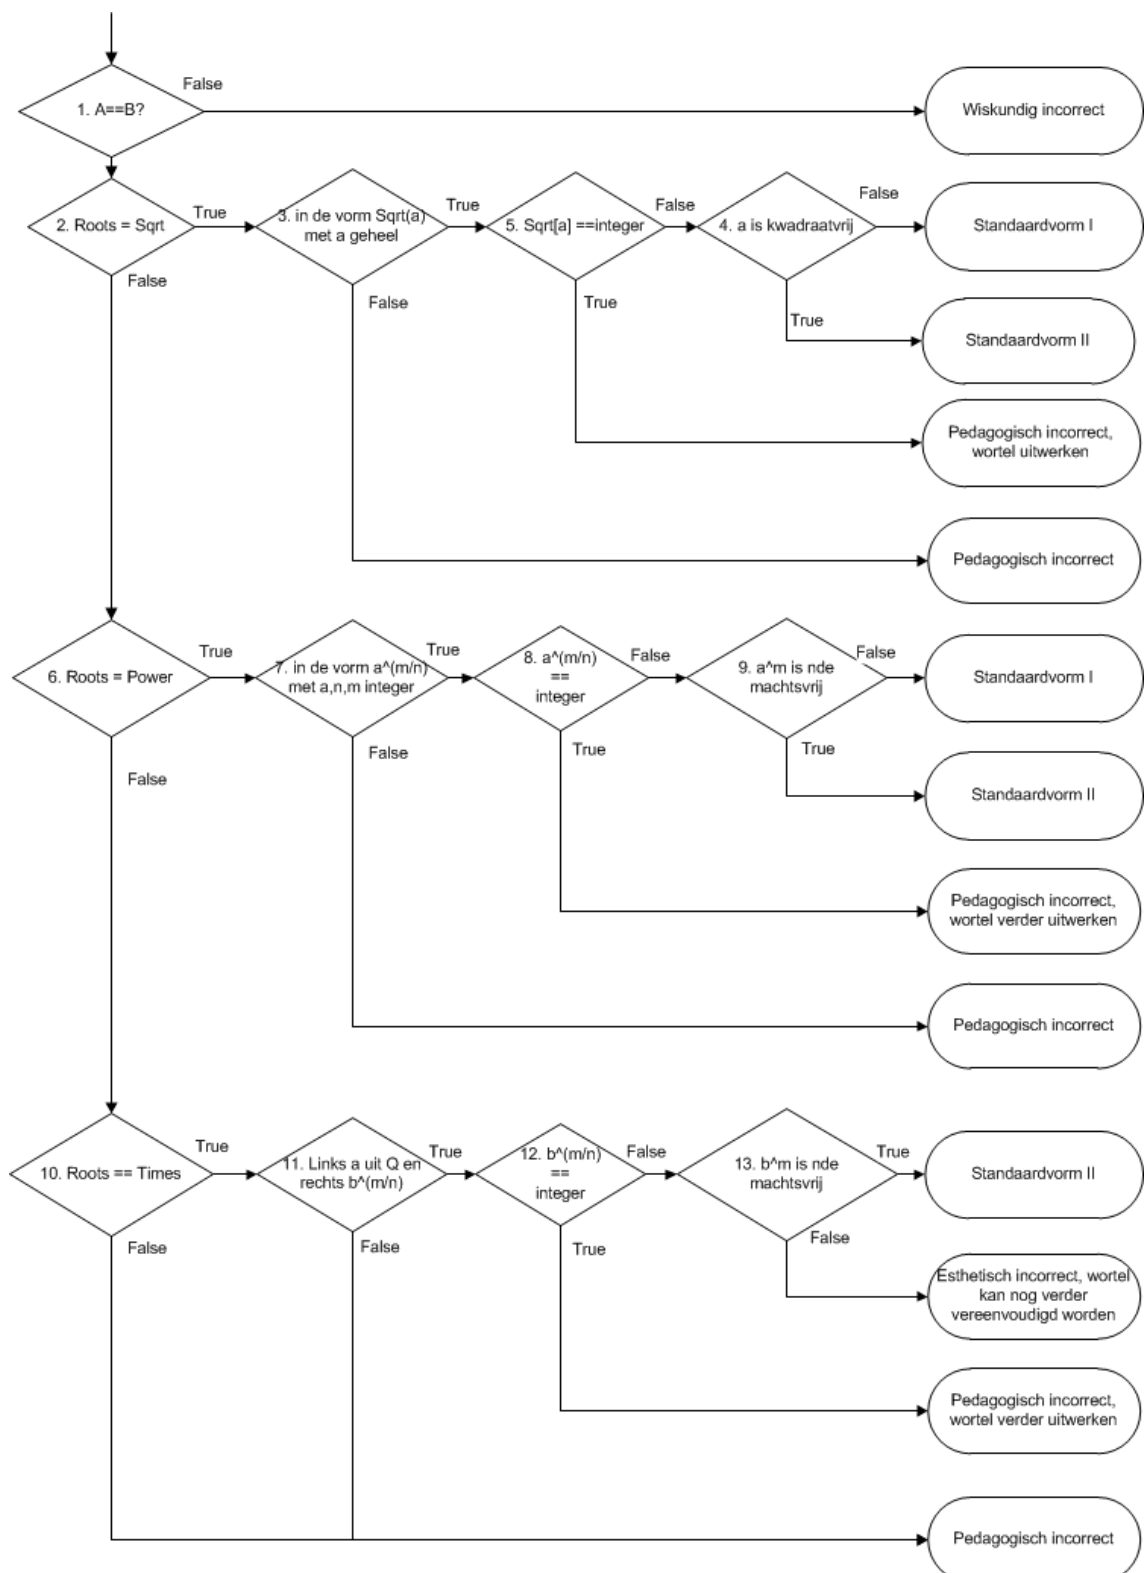 False
1. A==B?
Wiskundig incorrect
2. Roots = Sqrt
True
3. in de vorm Sqrt(a)
met a geheel
True
5. Sqrt[a] ==integer
False
4. a is kwadraatvrij
False
Standaardvorm I
False
False
True
True
Standaardvorm II
Pedagogisch incorrect,
wortel uitwerken
Pedagogisch incorrect
6. Roots = Power
True
7. in de vorm a^(m/n)
met a,n,m integer
True
8. a^(m/n)
==
integer
False
9. a^m is nde
machtsvrij
False
Standaardvorm I
False
False
True
True
Standaardvorm II
Pedagogisch incorrect,
wortel verder uitwerken
Pedagogisch incorrect
10. Roots == Times
True
11. Links a uit Q en
rechts b^(m/n)
True
12. b^(m/n)
==
integer
False
13. b^m is nde
machtsvrij
True
Standaardvorm II
False
False
True
False
Esthetisch incorrect, wortel
kan nog verder
vereenvoudigd worden
Pedagogisch incorrect,
wortel verder uitwerken
Pedagogisch incorrect